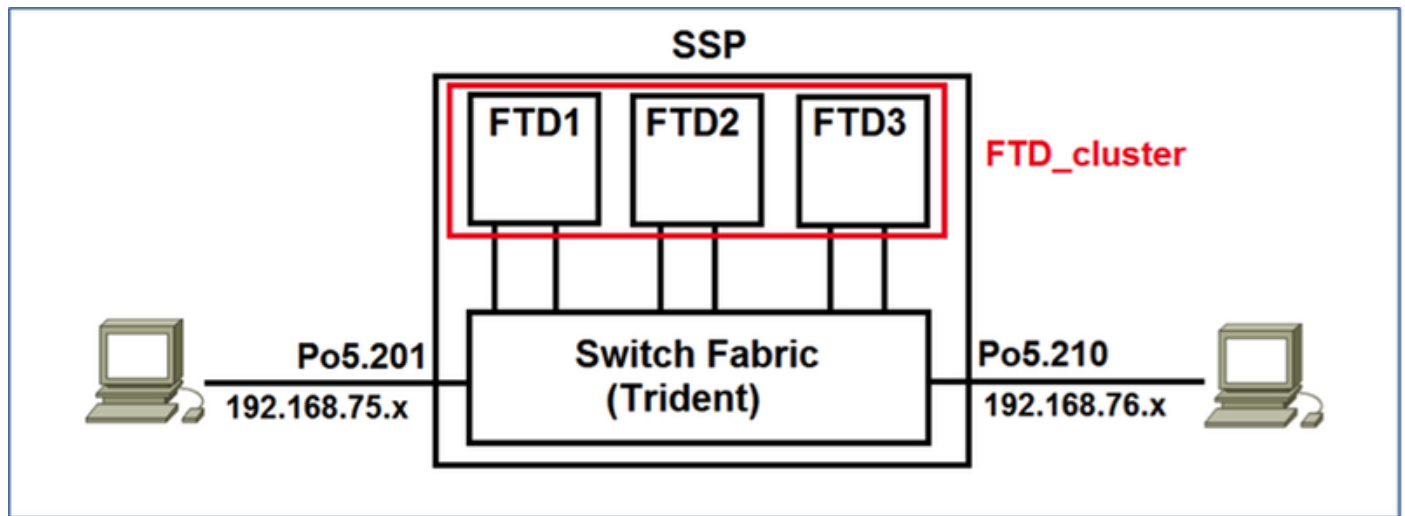 SSP
FTD1
FTD2
FTD3
FTD_cluster
Po5.201
192.168.75.x
Switch Fabric
(Trident)
Po5.210
192.168.76.x